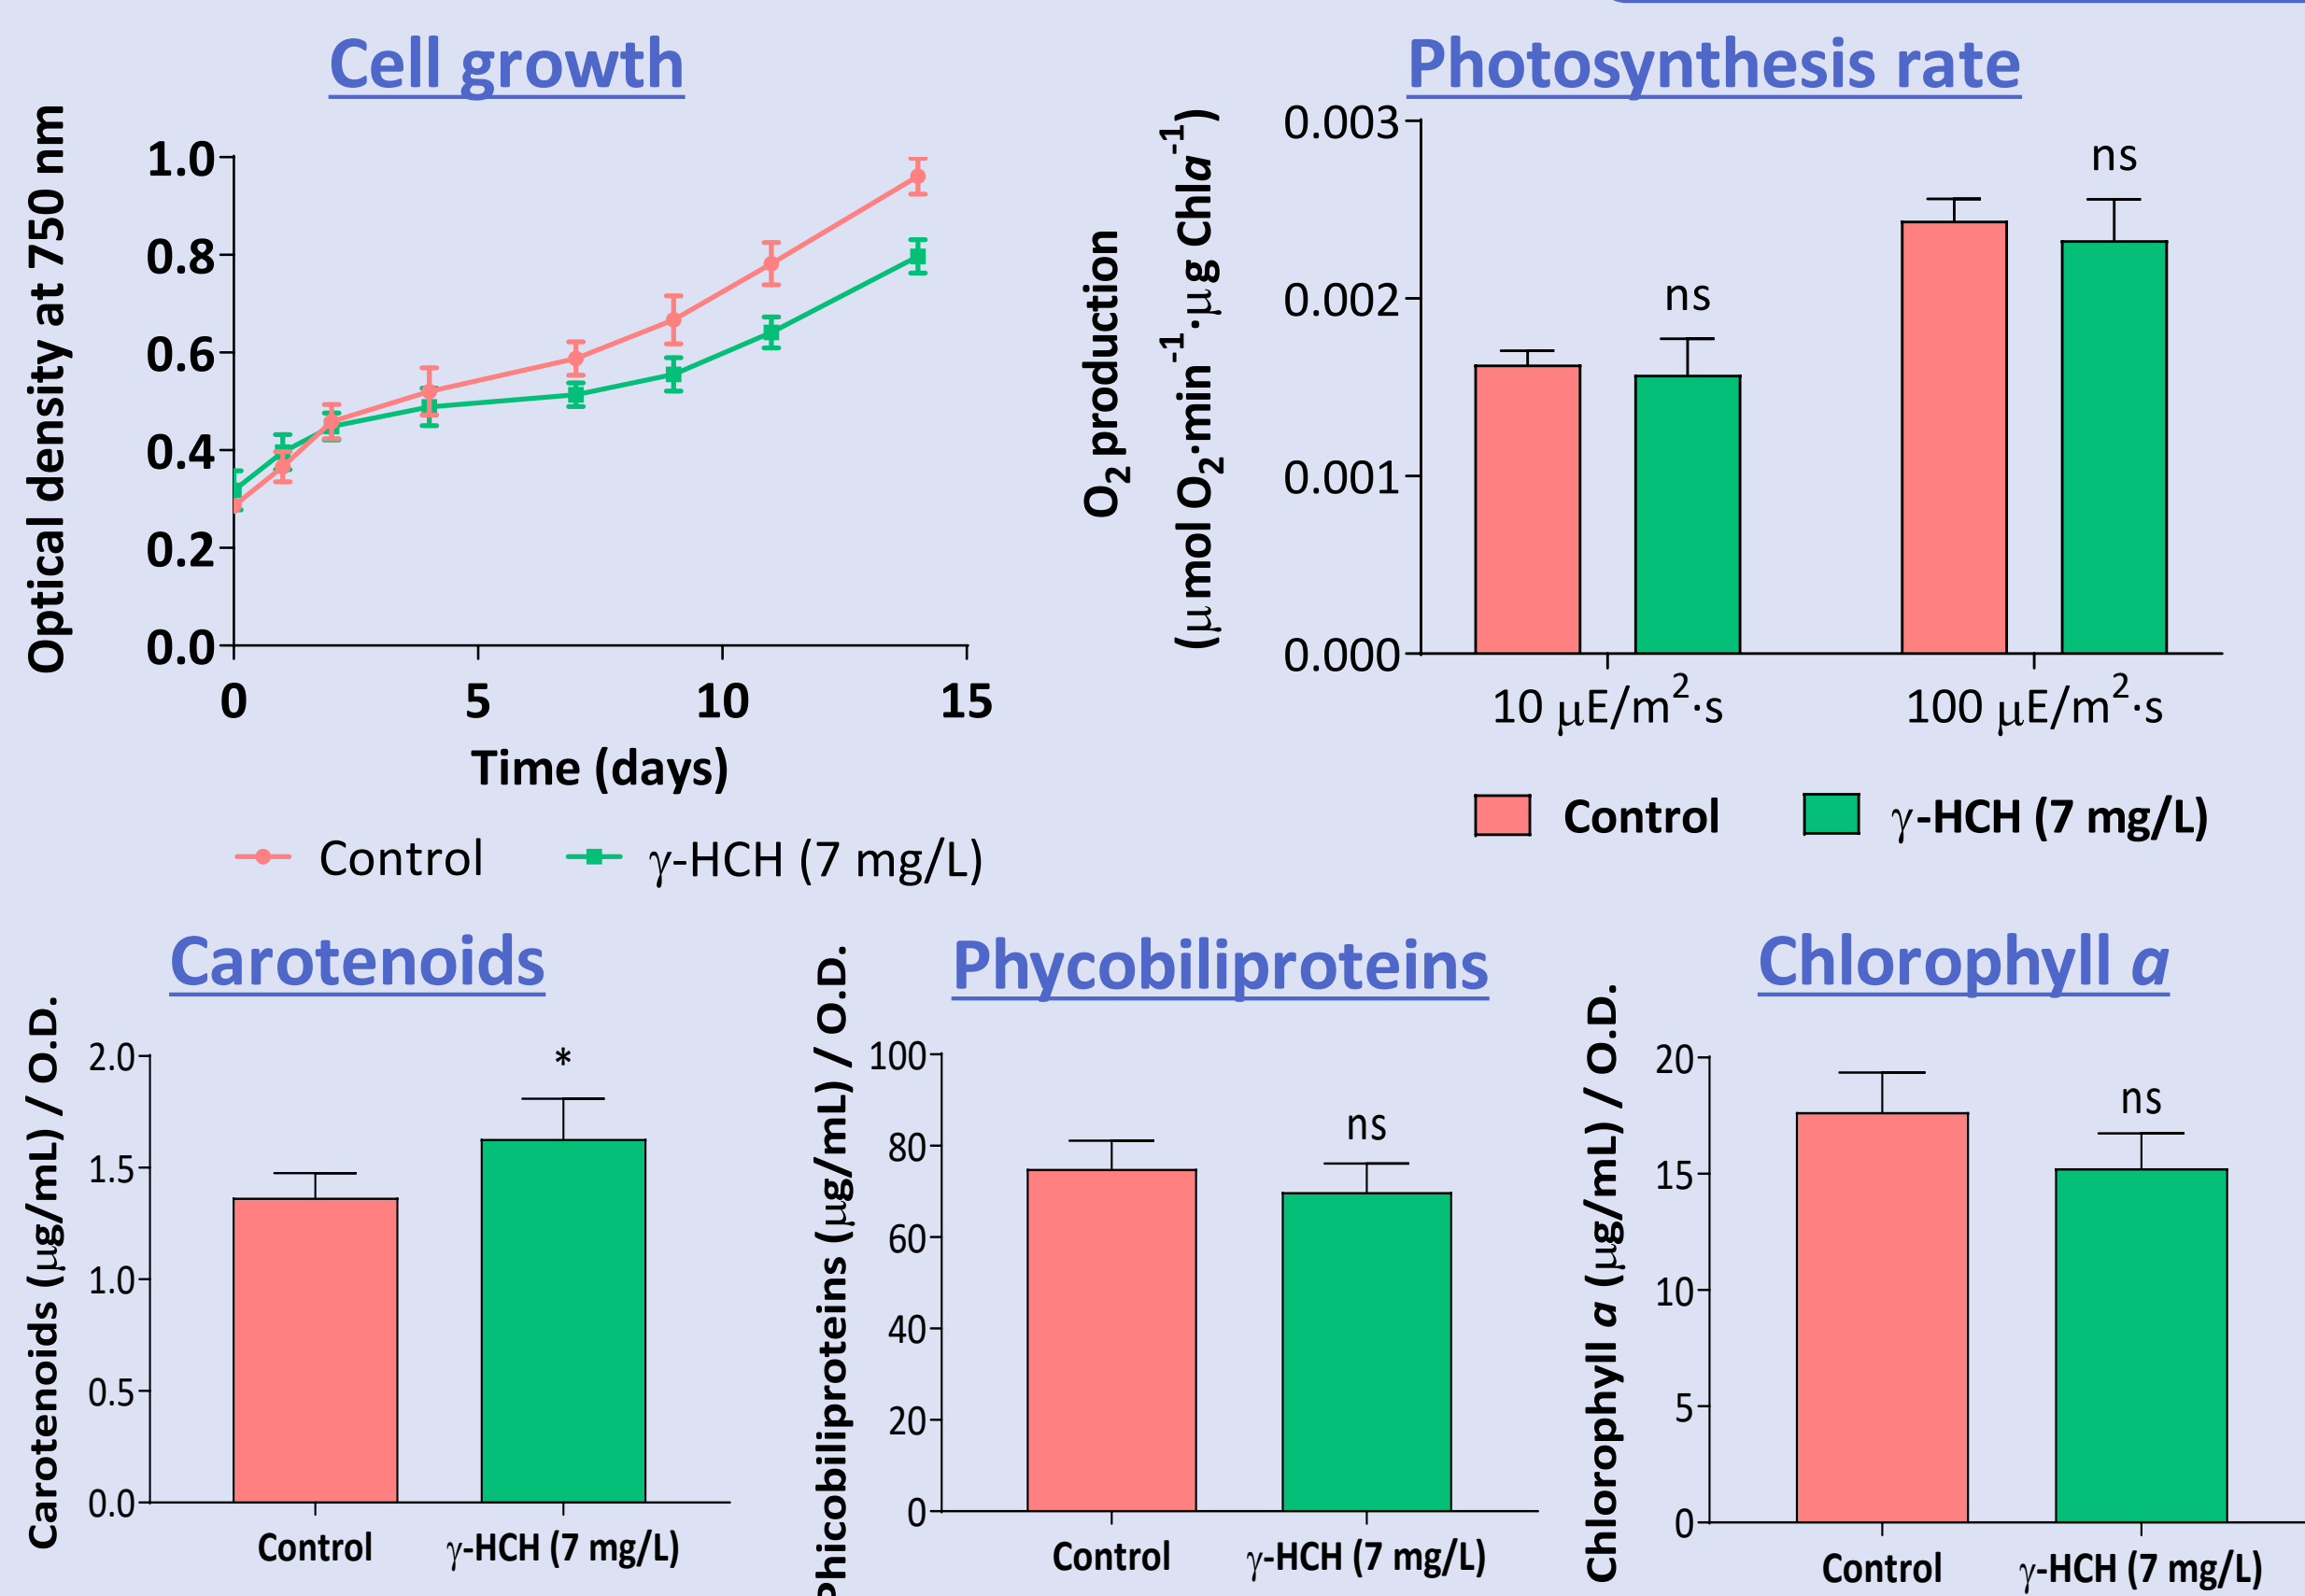 Cell growth
Optical density at 750 nm
1.0
0.8
0.6
0.4
0.2
0.0
0 5 10 15
Time (days)
Control γ-HCH (7 mg/L)
Photosynthesis rate
O₂ production
(μmol O₂·min⁻¹·μg Chla⁻¹)
0.003
0.002
0.001
0.000
ns
ns
10 μE/m²·s 100 μE/m²·s
Control γ-HCH (7 mg/L)
Carotenoids
Carotenoids (μg/mL) / O.D.
2.0
1.5
1.0
0.5
0.0
*
Control γ-HCH (7 mg/L)
Phycobiliproteins
Phicobiliproteins (μg/mL) / O.D.
100
80
60
40
20
0
ns
Control γ-HCH (7 mg/L)
Chlorophyll a
Chlorophyll a (μg/mL) / O.D.
20
15
10
5
0
ns
Control γ-HCH (7 mg/L)